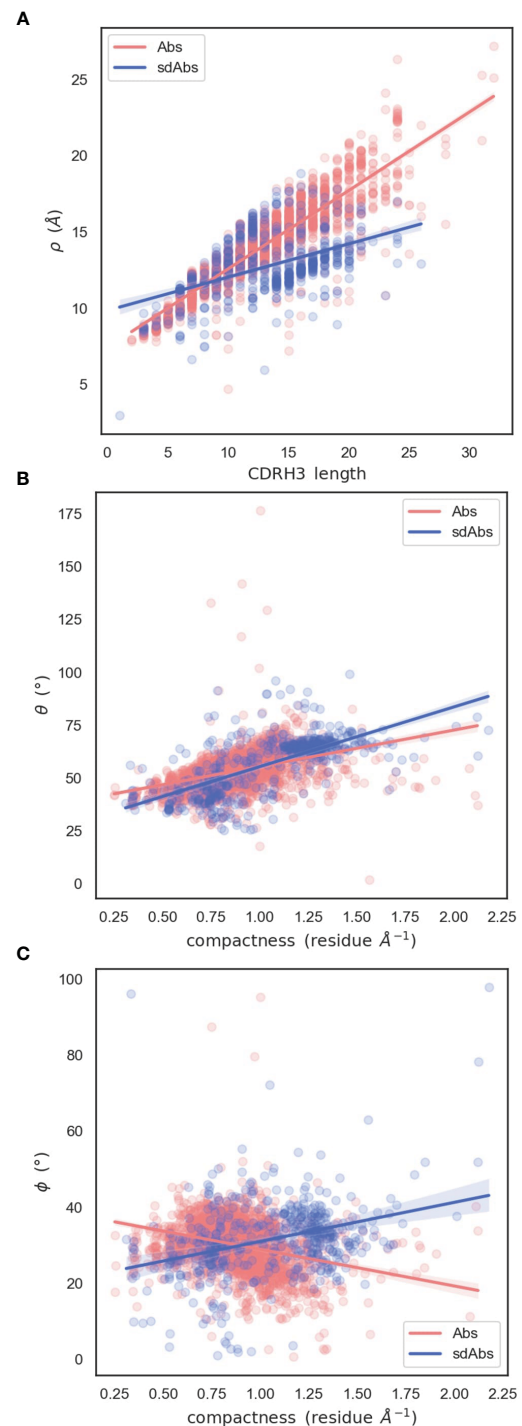 A
Abs
sdAbs
25
20
15
10
5
ρ (Å)
0 5 10 15 20 25 30
CDRH3 length
B
Abs
sdAbs
175
150
125
100
75
50
25
0
θ (°)
0.25 0.50 0.75 1.00 1.25 1.50 1.75 2.00 2.25
compactness (residue Å⁻¹)
C
100
80
60
40
20
0
ϕ (°)
Abs
sdAbs
0.25 0.50 0.75 1.00 1.25 1.50 1.75 2.00 2.25
compactness (residue Å⁻¹)